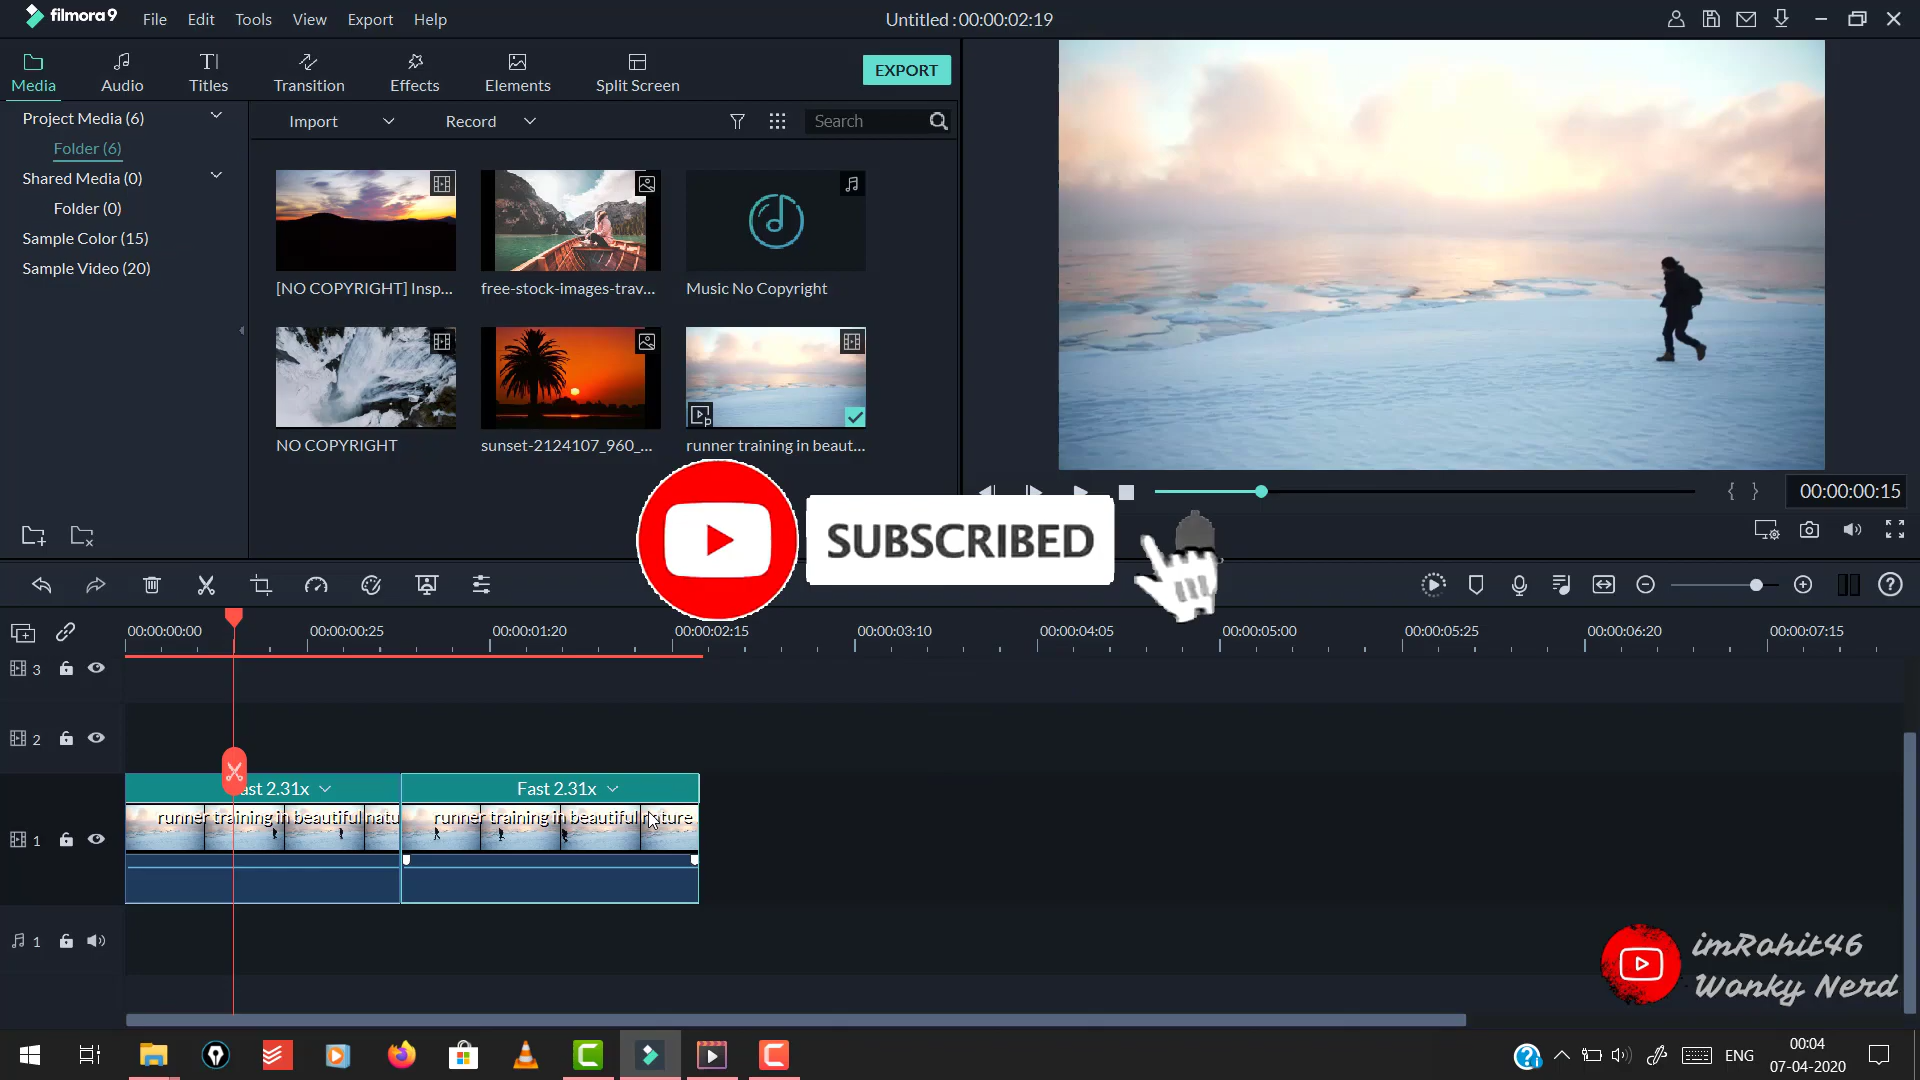 filmora9
File Edit Tools View Export Help
Untitled : 00:00:02:19
Media
Audio
Titles
Transition
Effects
Elements
Split Screen
EXPORT
Project Media (6)
Folder (6)
Shared Media (0)
Folder (0)
Sample Color (15)
Sample Video (20)
Import
Record
Search
[NO COPYRIGHT] Insp...
free-stock-images-trav...
Music No Copyright
NO COPYRIGHT
sunset-2124107_960_...
runner training in beaut...
00:00:00:15
SUBSCRIBED
00:00:00:00
00:00:00:25
00:00:01:20
00:00:02:15
00:00:03:10
00:00:04:05
00:00:05:00
00:00:05:25
00:00:06:20
00:00:07:15
3
2
1
1
ast 2.31x
Fast 2.31x
runner training in beautiful natu
runner training in beautiful nature
imRohit46
Wonky Nerd
ENG
00:04
07-04-2020